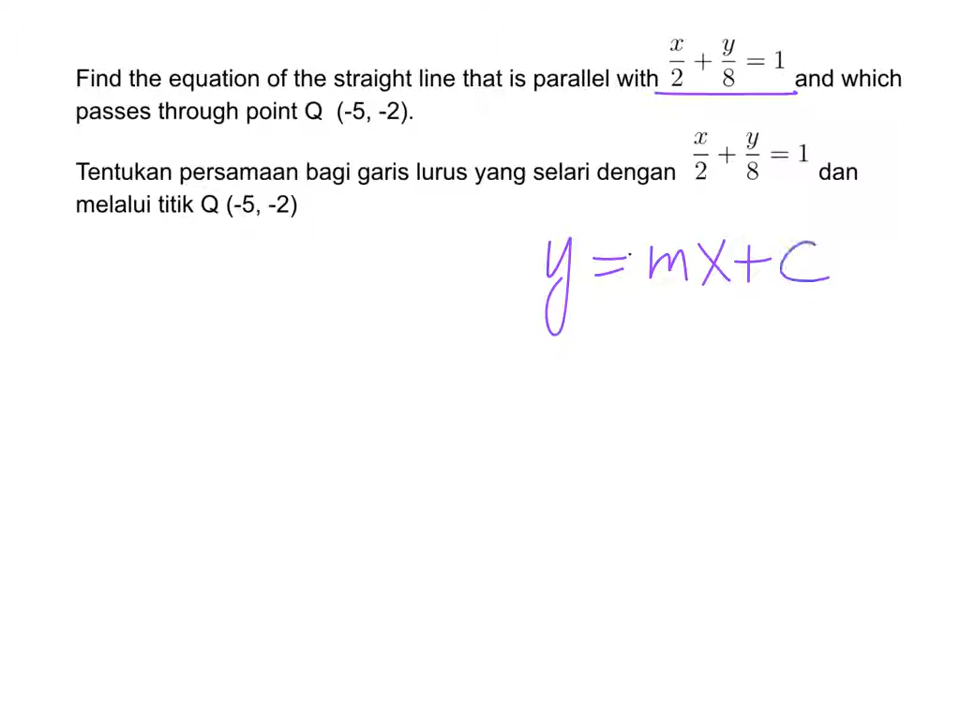 Find the equation of the straight line that is parallel with x/2 + y/8 = 1 and which
passes through point Q (-5, -2).
Tentukan persamaan bagi garis lurus yang selari dengan x/2 + y/8 = 1 dan
melalui titik Q (-5, -2)
y = mx + c